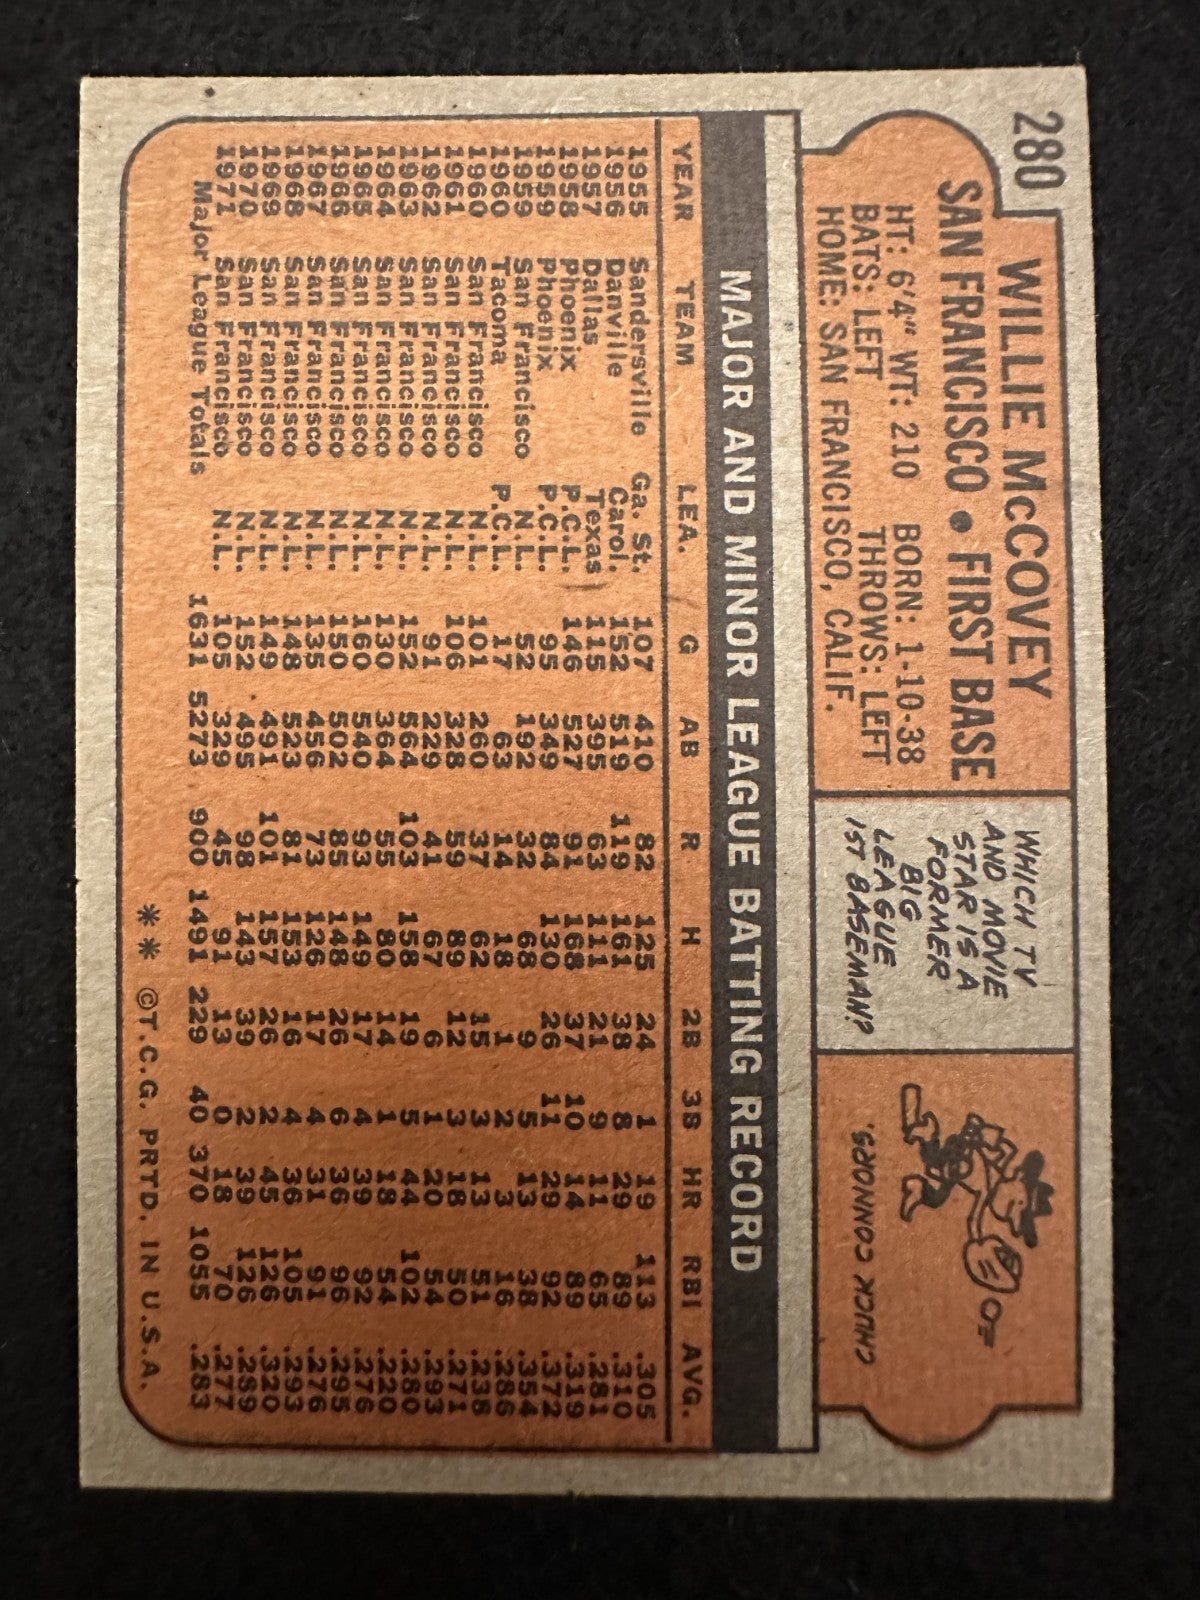 280
WILLIE McCOVEY
SAN FRANCISCO • FIRST BASE
HT: 6'4" WT: 210 BORN: 1-10-38
BATS: LEFT THROWS: LEFT
HOME: SAN FRANCISCO, CALIF.
WHICH TV
AND MOVIE
STAR IS A
FORMER
BIG
LEAGUE
1ST BASEMAN?
CHUCK CONNORS.
MAJOR AND MINOR LEAGUE BATTING RECORD
YEAR TEAM LEA. G AB R H 2B 3B HR RBI AVG.
1955 Sandersville Ga. St. 107 410 82 125 24 1 19 113 .305
1956 Danville Carol. 152 519 119 161 38 8 29 89 .310
1957 Dallas Texas 115 395 63 111 21 9 11 65 .281
1958 Phoenix P.C.L. 146 527 91 168 37 10 14 89 .319
1959 Phoenix P.C.L. 95 349 84 130 26 11 29 92 .372
1959 San Francisco N.L. 52 192 32 68 9 5 13 38 .354
1960 Tacoma P.C.L. 17 63 14 18 1 2 3 16 .286
1960 San Francisco N.L. 101 260 37 62 15 3 13 51 .238
1961 San Francisco N.L. 106 328 59 89 12 3 18 50 .271
1962 San Francisco N.L. 91 229 41 67 6 1 20 54 .293
1963 San Francisco N.L. 152 564 103 158 19 5 44 102 .280
1964 San Francisco N.L. 130 364 55 80 14 1 18 54 .220
1965 San Francisco N.L. 160 540 93 149 17 4 39 92 .276
1966 San Francisco N.L. 150 502 85 148 26 6 36 96 .295
1967 San Francisco N.L. 135 456 73 126 17 4 31 91 .276
1968 San Francisco N.L. 148 523 81 153 16 4 36 105 .293
1969 San Francisco N.L. 149 491 101 157 26 2 45 126 .320
1970 San Francisco N.L. 152 495 98 143 39 2 39 126 .289
1971 San Francisco N.L. 105 329 45 91 13 0 18 70 .277
Major League Totals 1631 5273 900 1491 229 40 370 1055 .283
** ©T.C.G. PRTD. IN U.S.A.